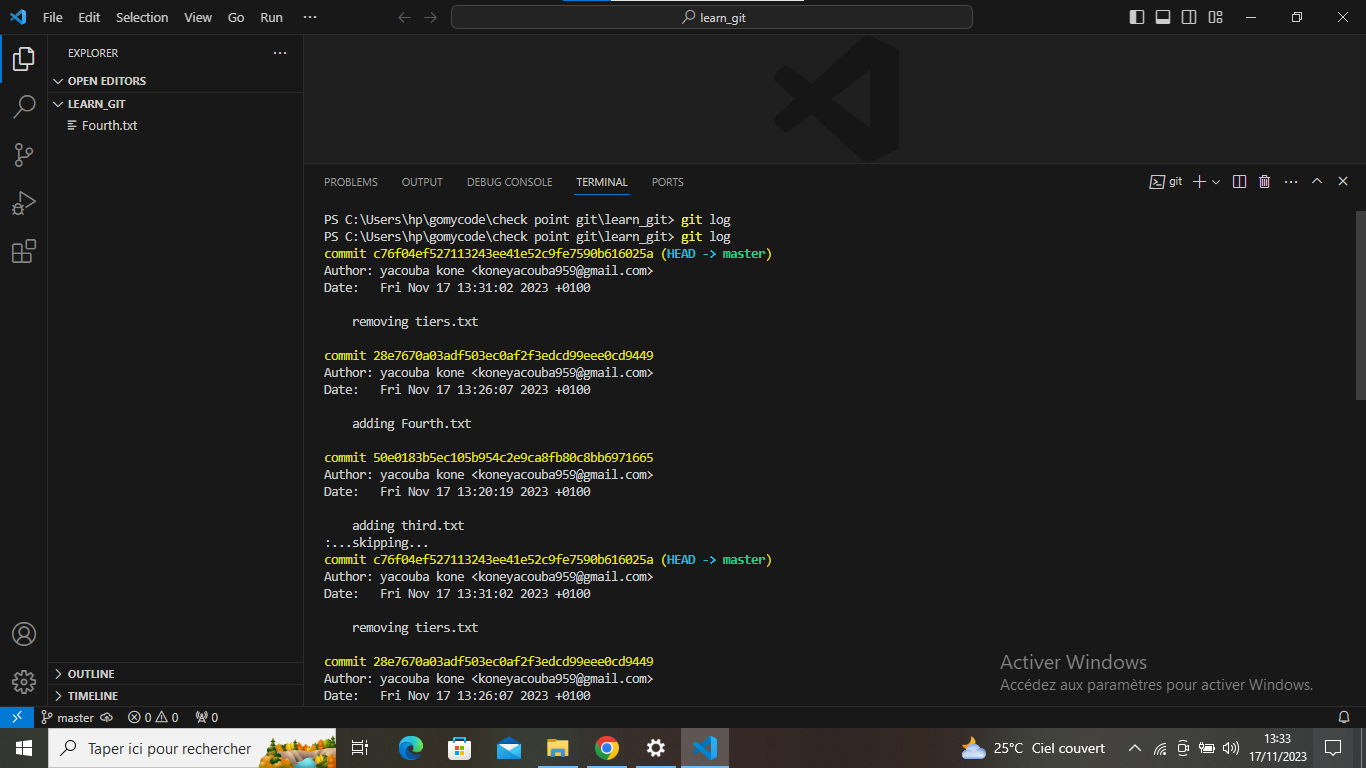 File Edit Selection View Go Run ···
learn_git
EXPLORER
OPEN EDITORS
LEARN_GIT
Fourth.txt
PROBLEMS OUTPUT DEBUG CONSOLE TERMINAL PORTS
git
PS C:\Users\hp\gomycode\check point git\learn_git> git log
PS C:\Users\hp\gomycode\check point git\learn_git> git log
commit c76f04ef527113243ee41e52c9fe7590b616025a (HEAD -> master)
Author: yacouba kone <koneyacouba959@gmail.com>
Date:   Fri Nov 17 13:31:02 2023 +0100
removing tiers.txt
commit 28e7670a03adf503ec0af2f3edcd99eee0cd9449
Author: yacouba kone <koneyacouba959@gmail.com>
Date:   Fri Nov 17 13:26:07 2023 +0100
adding Fourth.txt
commit 50e0183b5ec105b954c2e9ca8fb80c8bb6971665
Author: yacouba kone <koneyacouba959@gmail.com>
Date:   Fri Nov 17 13:20:19 2023 +0100
adding third.txt
:...skipping...
commit c76f04ef527113243ee41e52c9fe7590b616025a (HEAD -> master)
Author: yacouba kone <koneyacouba959@gmail.com>
Date:   Fri Nov 17 13:31:02 2023 +0100
removing tiers.txt
commit 28e7670a03adf503ec0af2f3edcd99eee0cd9449
Author: yacouba kone <koneyacouba959@gmail.com>
Date:   Fri Nov 17 13:26:07 2023 +0100
Activer Windows
Accédez aux paramètres pour activer Windows.
OUTLINE
TIMELINE
master 0 0 0
Taper ici pour rechercher
25°C Ciel couvert
13:33
17/11/2023